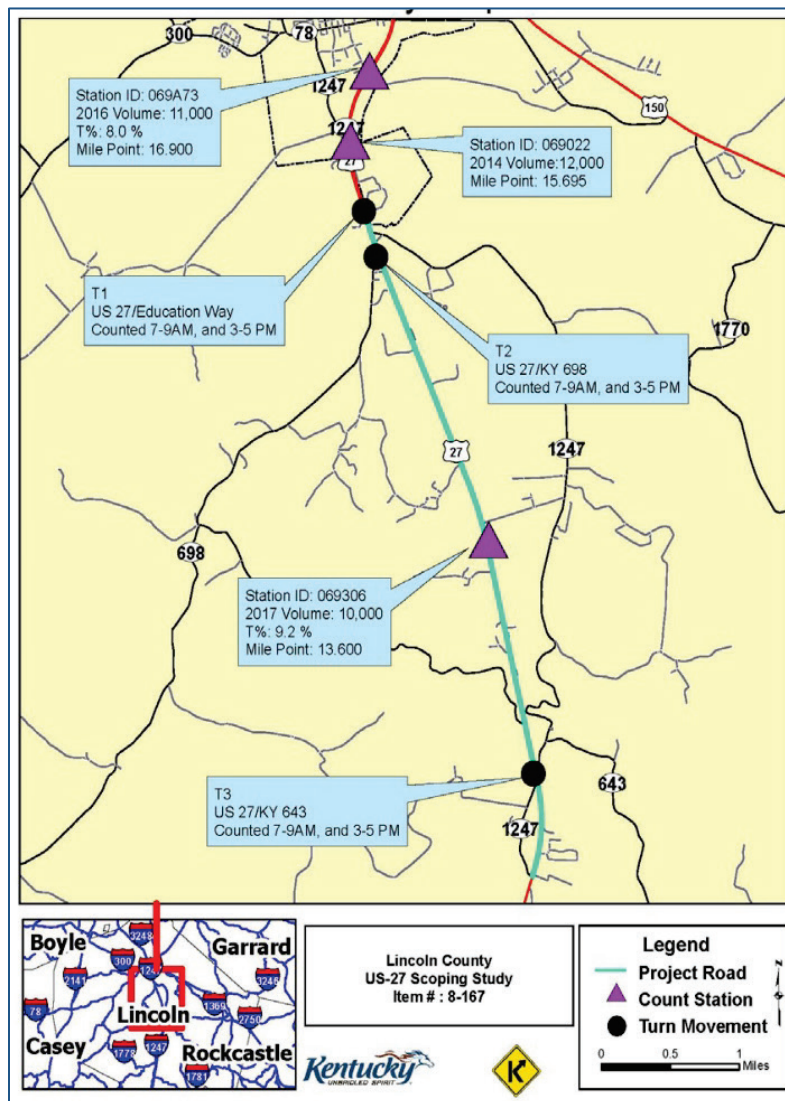 300
78
1247
150
Station ID: 069A73
2016 Volume: 11,000
T%: 8.0 %
Mile Point: 16.900
1247
27
Station ID: 069022
2014 Volume:12,000
Mile Point: 15.695
T1
US 27/Education Way
Counted 7-9AM, and 3-5 PM
T2
US 27/KY 698
Counted 7-9AM, and 3-5 PM
1770
27
1247
698
Station ID: 069306
2017 Volume: 10,000
T%: 9.2 %
Mile Point: 13.600
T3
US 27/KY 643
Counted 7-9AM, and 3-5 PM
643
1247
Boyle
3248
Garrard
300
2141
3246
78
Lincoln
1369
2750
Casey
1247
Rockcastle
1778
1781
Lincoln County
US-27 Scoping Study
Item # : 8-167
Kentucky
UNBRIDLED SPIRIT
Legend
Project Road
Count Station
Turn Movement
N
0 0.5 1
Miles